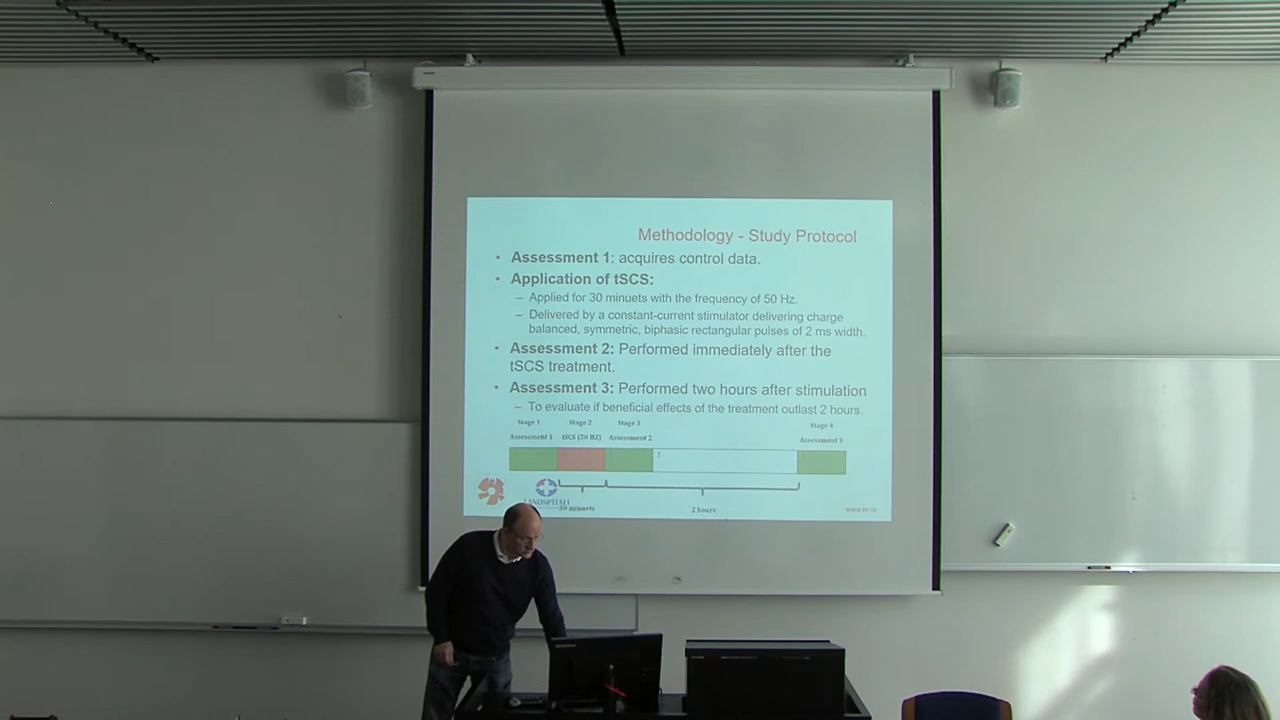 Methodology - Study Protocol
• Assessment 1: acquires control data.
• Application of tSCS:
– Applied for 30 minuets with the frequency of 50 Hz.
– Delivered by a constant-current stimulator delivering charge
balanced, symmetric, biphasic rectangular pulses of 2 ms width.
• Assessment 2: Performed immediately after the
tSCS treatment.
• Assessment 3: Performed two hours after stimulation
– To evaluate if beneficial effects of the treatment outlast 2 hours.
Stage 1 Stage 2 Stage 3 Stage 4
Assessment 1 tSCS (50 HZ) Assessment 2 Assessment 3
LANDSPITALI
30 minuets 2 hours www.hr.is